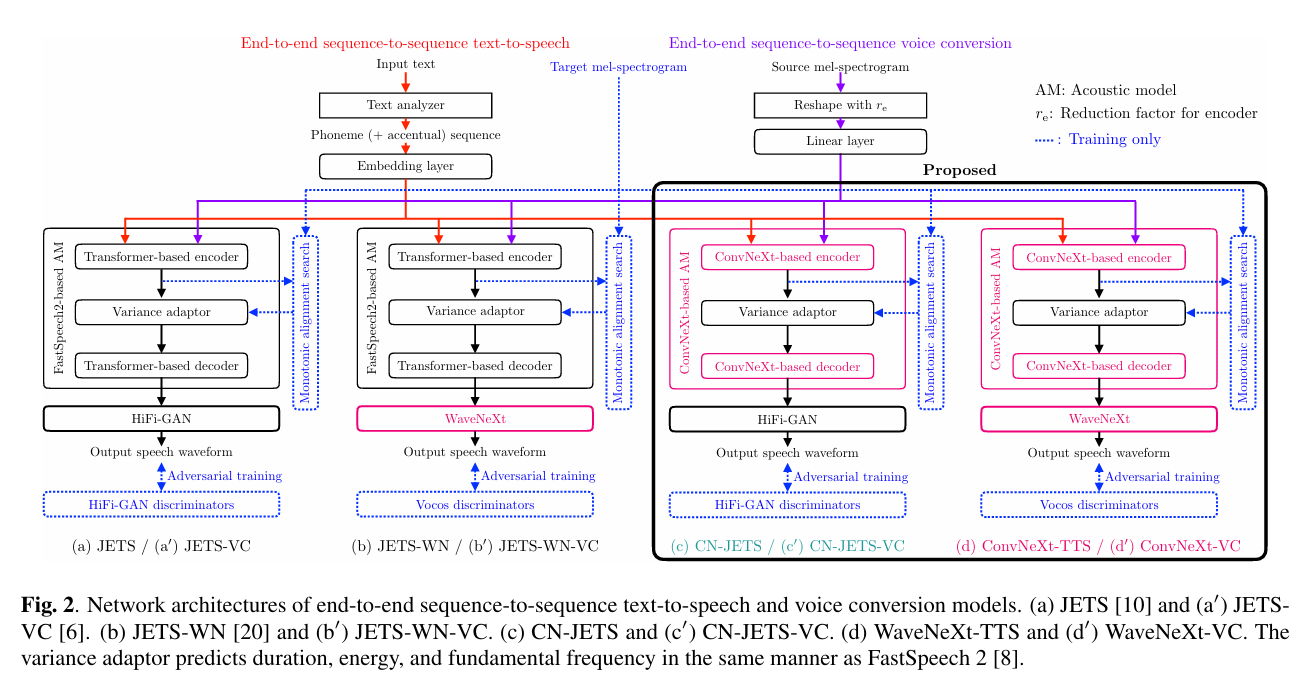 End-to-end sequence-to-sequence text-to-speech
End-to-end sequence-to-sequence voice conversion
Input text
Target mel-spectrogram
Source mel-spectrogram
Text analyzer
Reshape with rₑ
AM: Acoustic model
rₑ: Reduction factor for encoder
: Training only
Phoneme (+ accentual) sequence
Linear layer
Embedding layer
Proposed
FastSpeech2-based AM
Transformer-based encoder
Variance adaptor
Transformer-based decoder
Monotonic alignment search
HiFi-GAN
Output speech waveform
Adversarial training
HiFi-GAN discriminators
(a) JETS / (a′) JETS-VC
FastSpeech2-based AM
Transformer-based encoder
Variance adaptor
Transformer-based decoder
Monotonic alignment search
WaveNeXt
Output speech waveform
Adversarial training
Vocos discriminators
(b) JETS-WN / (b′) JETS-WN-VC
ConvNeXt-based AM
ConvNeXt-based encoder
Variance adaptor
ConvNeXt-based decoder
Monotonic alignment search
HiFi-GAN
Output speech waveform
Adversarial training
HiFi-GAN discriminators
(c) CN-JETS / (c′) CN-JETS-VC
ConvNeXt-based AM
ConvNeXt-based encoder
Variance adaptor
ConvNeXt-based decoder
Monotonic alignment search
WaveNeXt
Output speech waveform
Adversarial training
Vocos discriminators
(d) ConvNeXt-TTS / (d′) ConvNeXt-VC
Fig. 2. Network architectures of end-to-end sequence-to-sequence text-to-speech and voice conversion models. (a) JETS [10] and (a′) JETS-
VC [6]. (b) JETS-WN [20] and (b′) JETS-WN-VC. (c) CN-JETS and (c′) CN-JETS-VC. (d) WaveNeXt-TTS and (d′) WaveNeXt-VC. The
variance adaptor predicts duration, energy, and fundamental frequency in the same manner as FastSpeech 2 [8].